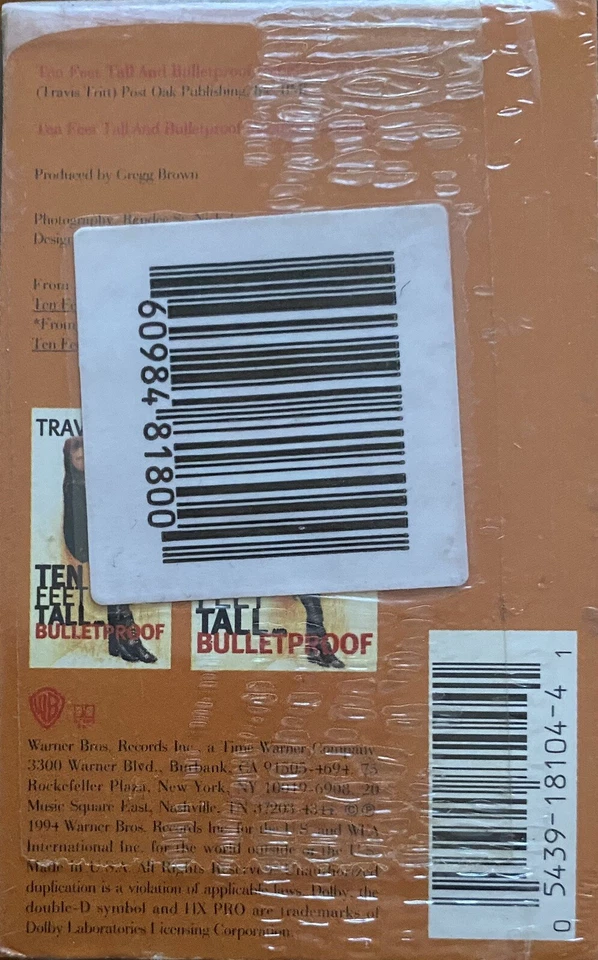 Ten Feet Tall And Bulletproof
(Travis Tritt) Post Oak Publishing,
Ten Feet Tall And Bulletproof
Produced by Gregg Brown
Photography:
Design
From
Ten Fe
*From
Ten Fe
60984 81800
TRAV
TEN
FEET
TALL
BULLETPROOF
FEET
TALL
BULLETPROOF
WB
Warner Bros. Records Inc., a Time Warner Company
3300 Warner Blvd., Burbank, CA 91505-4694 75
Rockefeller Plaza, New York, NY 10019-6908 20
Music Square East, Nashville, TN 37203-4344 ©℗
1994 Warner Bros. Records Inc. for the U.S. and WEA
International Inc. for the world outside of the U.S.
Made in U.S.A. All Rights Reserved. Unauthorized
duplication is a violation of applicable laws. Dolby, the
double-D symbol and HX PRO are trademarks of
Dolby Laboratories Licensing Corporation.
0 5439-18104-4 1